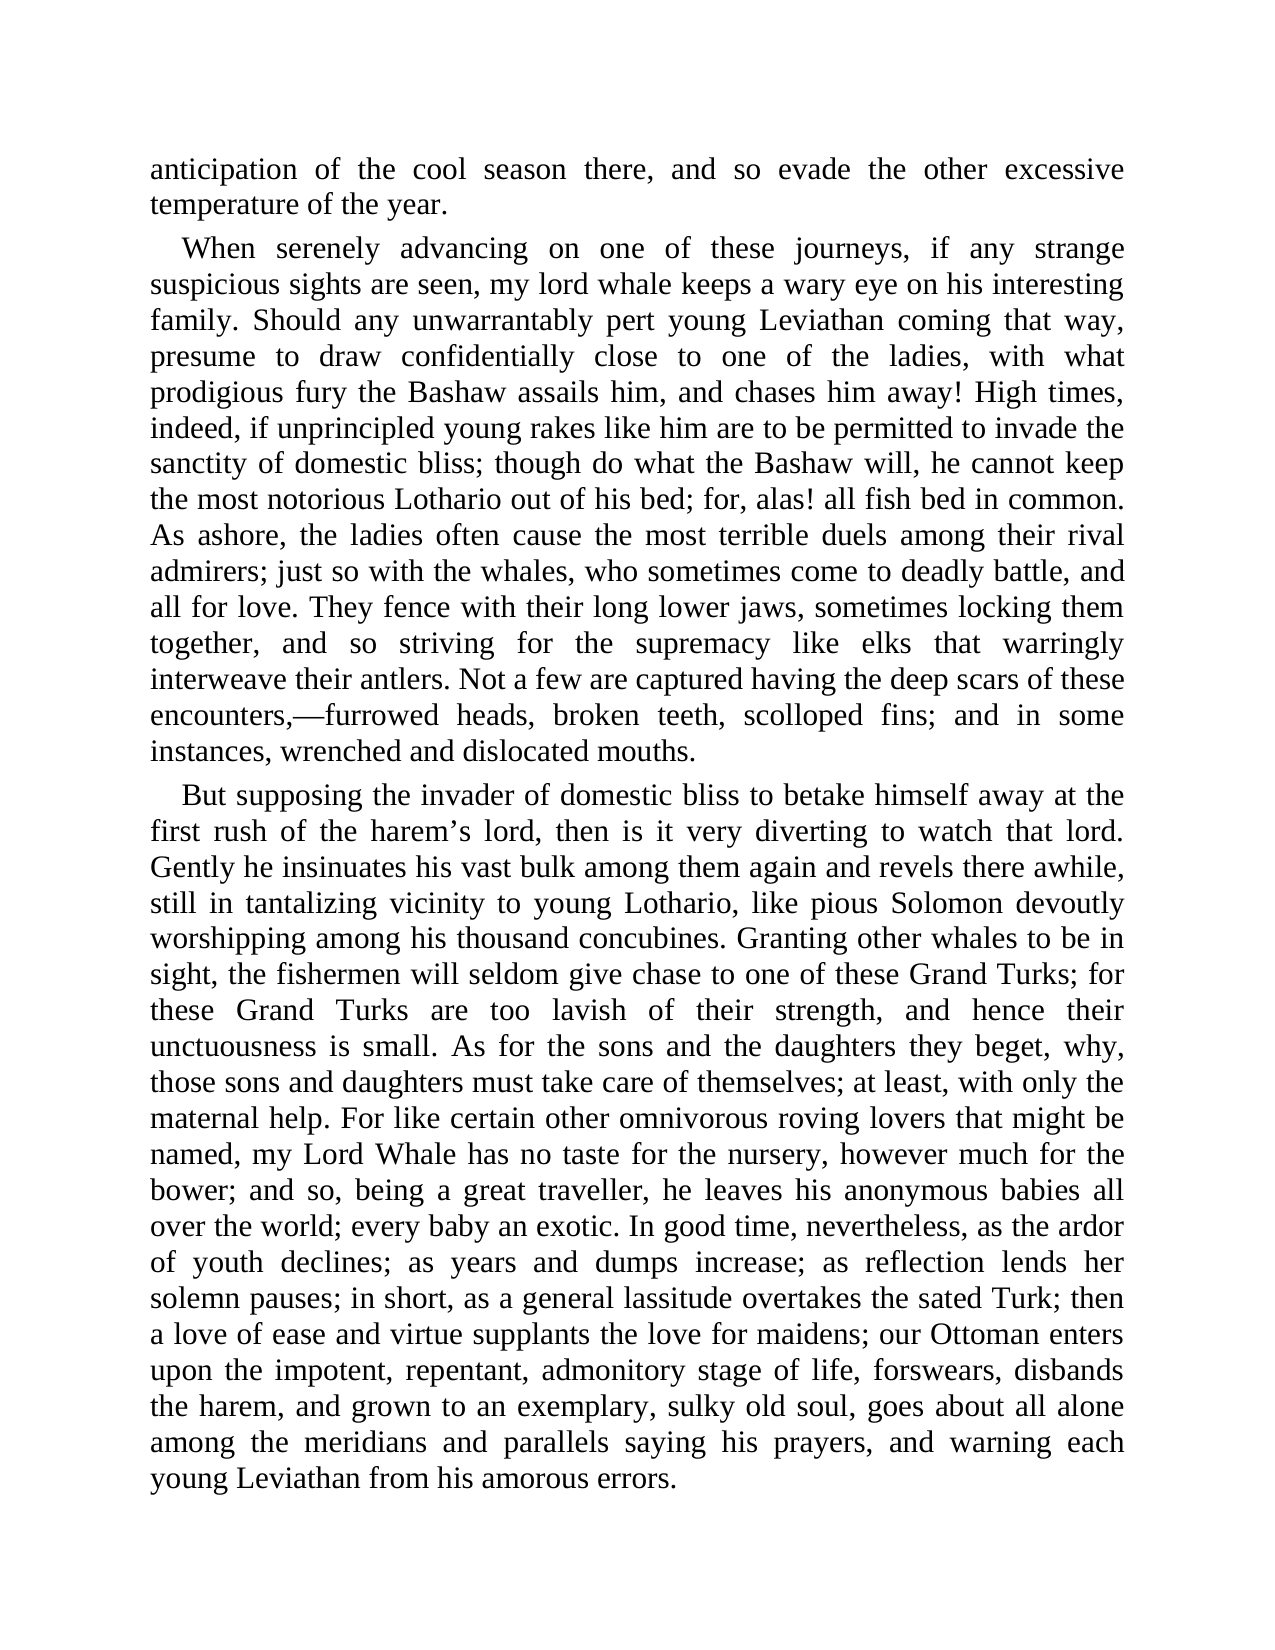 anticipation of the cool season there, and so evade the other excessive
temperature of the year.
When serenely advancing on one of these journeys, if any strange
suspicious sights are seen, my lord whale keeps a wary eye on his interesting
family. Should any unwarrantably pert young Leviathan coming that way,
presume to draw confidentially close to one of the ladies, with what
prodigious fury the Bashaw assails him, and chases him away! High times,
indeed, if unprincipled young rakes like him are to be permitted to invade the
sanctity of domestic bliss; though do what the Bashaw will, he cannot keep
the most notorious Lothario out of his bed; for, alas! all fish bed in common.
As ashore, the ladies often cause the most terrible duels among their rival
admirers; just so with the whales, who sometimes come to deadly battle, and
all for love. They fence with their long lower jaws, sometimes locking them
together, and so striving for the supremacy like elks that warringly
interweave their antlers. Not a few are captured having the deep scars of these
encounters,—furrowed heads, broken teeth, scolloped fins; and in some
instances, wrenched and dislocated mouths.
But supposing the invader of domestic bliss to betake himself away at the
first rush of the harem’s lord, then is it very diverting to watch that lord.
Gently he insinuates his vast bulk among them again and revels there awhile,
still in tantalizing vicinity to young Lothario, like pious Solomon devoutly
worshipping among his thousand concubines. Granting other whales to be in
sight, the fishermen will seldom give chase to one of these Grand Turks; for
these Grand Turks are too lavish of their strength, and hence their
unctuousness is small. As for the sons and the daughters they beget, why,
those sons and daughters must take care of themselves; at least, with only the
maternal help. For like certain other omnivorous roving lovers that might be
named, my Lord Whale has no taste for the nursery, however much for the
bower; and so, being a great traveller, he leaves his anonymous babies all
over the world; every baby an exotic. In good time, nevertheless, as the ardor
of youth declines; as years and dumps increase; as reflection lends her
solemn pauses; in short, as a general lassitude overtakes the sated Turk; then
a love of ease and virtue supplants the love for maidens; our Ottoman enters
upon the impotent, repentant, admonitory stage of life, forswears, disbands
the harem, and grown to an exemplary, sulky old soul, goes about all alone
among the meridians and parallels saying his prayers, and warning each
young Leviathan from his amorous errors.